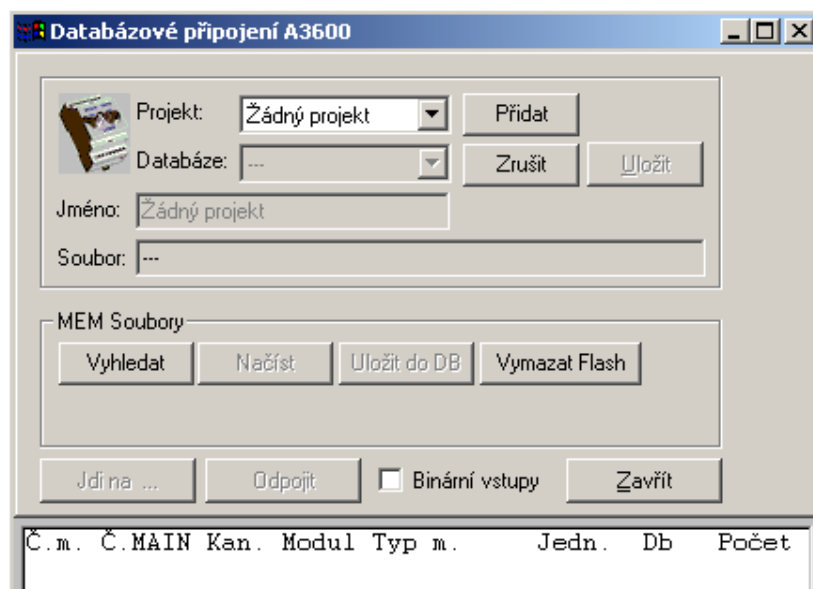 Databázové připojení A3600
Projekt: Žádný projekt Přidat
Databáze: --- Zrušit Uložit
Jméno: Žádný projekt
Soubor: ---
MEM Soubory
Vyhledat Načíst Uložit do DB Vymazat Flash
Jdi na ... Odpojit Binární vstupy Zavřít
Č.m. Č.MAIN Kan. Modul Typ m. Jedn. Db Počet